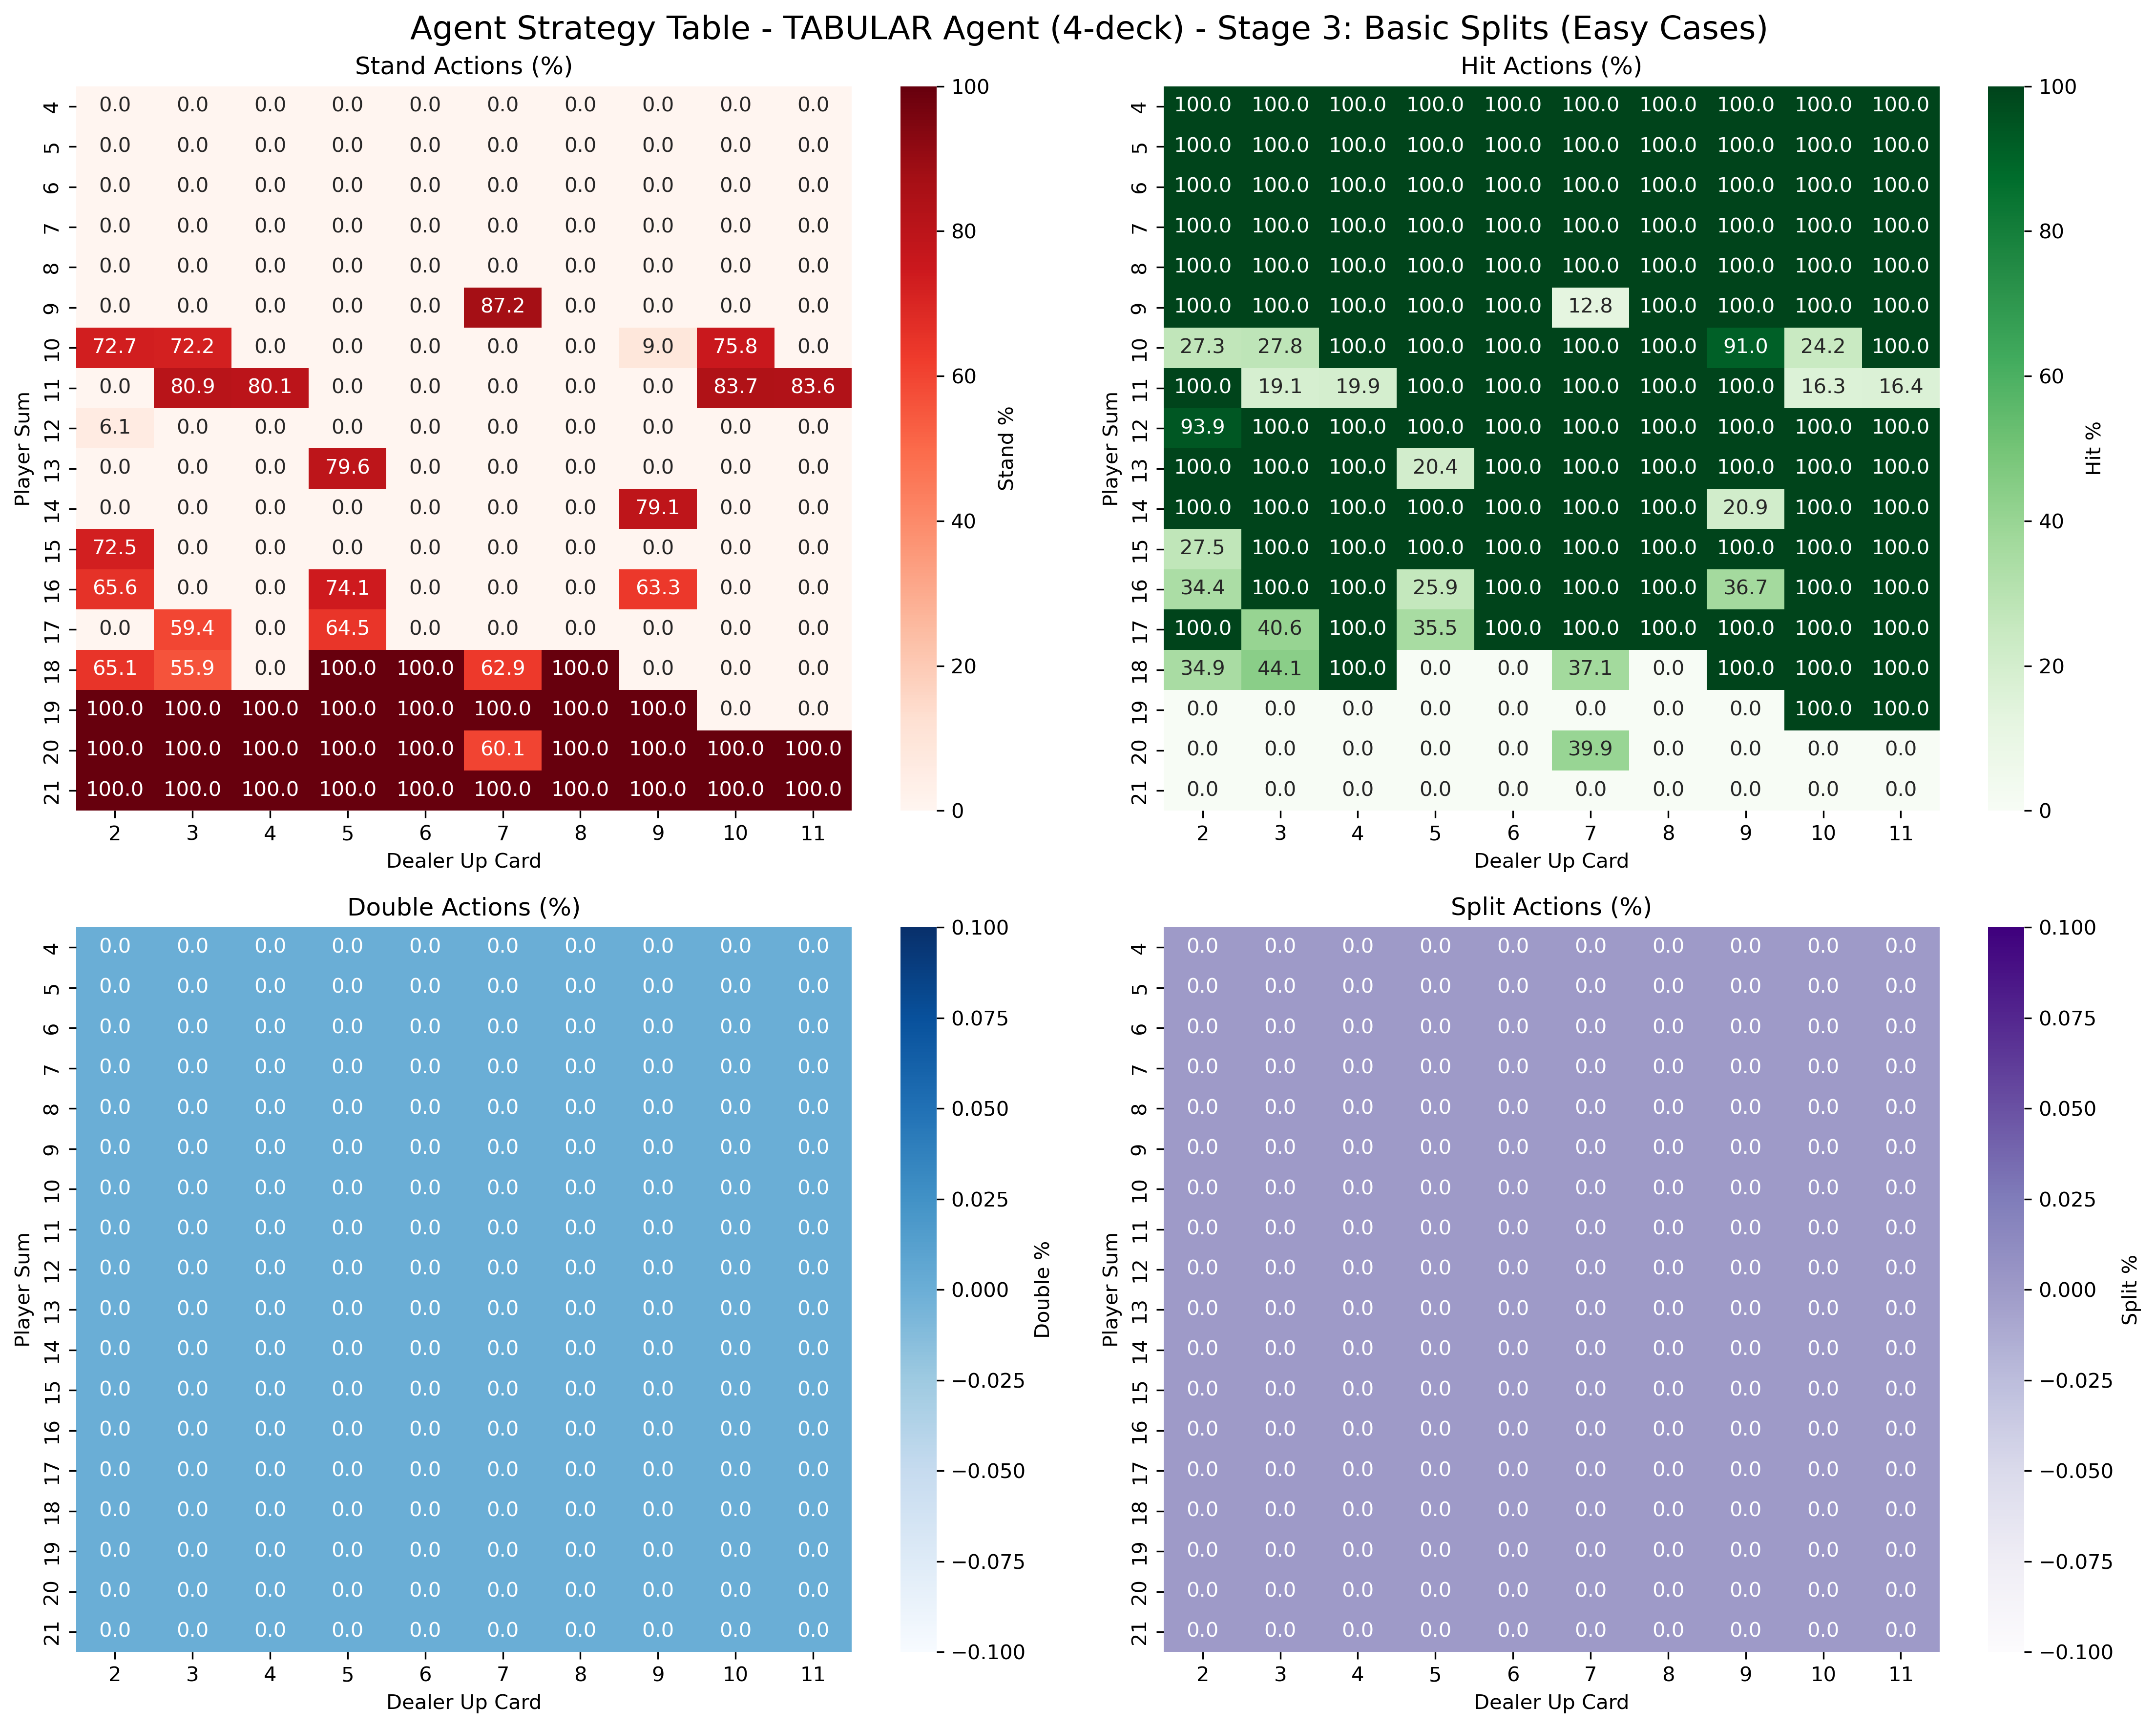 Agent Strategy Table - TABULAR Agent (4-deck) - Stage 3: Basic Splits (Easy Cases)
Stand Actions (%)
Player Sum
4 0.0 0.0 0.0 0.0 0.0 0.0 0.0 0.0 0.0 0.0
5 0.0 0.0 0.0 0.0 0.0 0.0 0.0 0.0 0.0 0.0
6 0.0 0.0 0.0 0.0 0.0 0.0 0.0 0.0 0.0 0.0
7 0.0 0.0 0.0 0.0 0.0 0.0 0.0 0.0 0.0 0.0
8 0.0 0.0 0.0 0.0 0.0 0.0 0.0 0.0 0.0 0.0
9 0.0 0.0 0.0 0.0 0.0 87.2 0.0 0.0 0.0 0.0
10 72.7 72.2 0.0 0.0 0.0 0.0 0.0 9.0 75.8 0.0
11 0.0 80.9 80.1 0.0 0.0 0.0 0.0 0.0 83.7 83.6
12 6.1 0.0 0.0 0.0 0.0 0.0 0.0 0.0 0.0 0.0
13 0.0 0.0 0.0 79.6 0.0 0.0 0.0 0.0 0.0 0.0
14 0.0 0.0 0.0 0.0 0.0 0.0 0.0 79.1 0.0 0.0
15 72.5 0.0 0.0 0.0 0.0 0.0 0.0 0.0 0.0 0.0
16 65.6 0.0 0.0 74.1 0.0 0.0 0.0 63.3 0.0 0.0
17 0.0 59.4 0.0 64.5 0.0 0.0 0.0 0.0 0.0 0.0
18 65.1 55.9 0.0 100.0 100.0 62.9 100.0 0.0 0.0 0.0
19 100.0 100.0 100.0 100.0 100.0 100.0 100.0 100.0 0.0 0.0
20 100.0 100.0 100.0 100.0 100.0 60.1 100.0 100.0 100.0 100.0
21 100.0 100.0 100.0 100.0 100.0 100.0 100.0 100.0 100.0 100.0
2 3 4 5 6 7 8 9 10 11
Dealer Up Card
100
80
60
40
20
0
Stand %
Hit Actions (%)
Player Sum
4 100.0 100.0 100.0 100.0 100.0 100.0 100.0 100.0 100.0 100.0
5 100.0 100.0 100.0 100.0 100.0 100.0 100.0 100.0 100.0 100.0
6 100.0 100.0 100.0 100.0 100.0 100.0 100.0 100.0 100.0 100.0
7 100.0 100.0 100.0 100.0 100.0 100.0 100.0 100.0 100.0 100.0
8 100.0 100.0 100.0 100.0 100.0 100.0 100.0 100.0 100.0 100.0
9 100.0 100.0 100.0 100.0 100.0 12.8 100.0 100.0 100.0 100.0
10 27.3 27.8 100.0 100.0 100.0 100.0 100.0 91.0 24.2 100.0
11 100.0 19.1 19.9 100.0 100.0 100.0 100.0 100.0 16.3 16.4
12 93.9 100.0 100.0 100.0 100.0 100.0 100.0 100.0 100.0 100.0
13 100.0 100.0 100.0 20.4 100.0 100.0 100.0 100.0 100.0 100.0
14 100.0 100.0 100.0 100.0 100.0 100.0 100.0 20.9 100.0 100.0
15 27.5 100.0 100.0 100.0 100.0 100.0 100.0 100.0 100.0 100.0
16 34.4 100.0 100.0 25.9 100.0 100.0 100.0 36.7 100.0 100.0
17 100.0 40.6 100.0 35.5 100.0 100.0 100.0 100.0 100.0 100.0
18 34.9 44.1 100.0 0.0 0.0 37.1 0.0 100.0 100.0 100.0
19 0.0 0.0 0.0 0.0 0.0 0.0 0.0 0.0 100.0 100.0
20 0.0 0.0 0.0 0.0 0.0 39.9 0.0 0.0 0.0 0.0
21 0.0 0.0 0.0 0.0 0.0 0.0 0.0 0.0 0.0 0.0
2 3 4 5 6 7 8 9 10 11
Dealer Up Card
100
80
60
40
20
0
Hit %
Double Actions (%)
Player Sum
4 0.0 0.0 0.0 0.0 0.0 0.0 0.0 0.0 0.0 0.0
5 0.0 0.0 0.0 0.0 0.0 0.0 0.0 0.0 0.0 0.0
6 0.0 0.0 0.0 0.0 0.0 0.0 0.0 0.0 0.0 0.0
7 0.0 0.0 0.0 0.0 0.0 0.0 0.0 0.0 0.0 0.0
8 0.0 0.0 0.0 0.0 0.0 0.0 0.0 0.0 0.0 0.0
9 0.0 0.0 0.0 0.0 0.0 0.0 0.0 0.0 0.0 0.0
10 0.0 0.0 0.0 0.0 0.0 0.0 0.0 0.0 0.0 0.0
11 0.0 0.0 0.0 0.0 0.0 0.0 0.0 0.0 0.0 0.0
12 0.0 0.0 0.0 0.0 0.0 0.0 0.0 0.0 0.0 0.0
13 0.0 0.0 0.0 0.0 0.0 0.0 0.0 0.0 0.0 0.0
14 0.0 0.0 0.0 0.0 0.0 0.0 0.0 0.0 0.0 0.0
15 0.0 0.0 0.0 0.0 0.0 0.0 0.0 0.0 0.0 0.0
16 0.0 0.0 0.0 0.0 0.0 0.0 0.0 0.0 0.0 0.0
17 0.0 0.0 0.0 0.0 0.0 0.0 0.0 0.0 0.0 0.0
18 0.0 0.0 0.0 0.0 0.0 0.0 0.0 0.0 0.0 0.0
19 0.0 0.0 0.0 0.0 0.0 0.0 0.0 0.0 0.0 0.0
20 0.0 0.0 0.0 0.0 0.0 0.0 0.0 0.0 0.0 0.0
21 0.0 0.0 0.0 0.0 0.0 0.0 0.0 0.0 0.0 0.0
2 3 4 5 6 7 8 9 10 11
Dealer Up Card
0.100
0.075
0.050
0.025
0.000
−0.025
−0.050
−0.075
−0.100
Double %
Split Actions (%)
Player Sum
4 0.0 0.0 0.0 0.0 0.0 0.0 0.0 0.0 0.0 0.0
5 0.0 0.0 0.0 0.0 0.0 0.0 0.0 0.0 0.0 0.0
6 0.0 0.0 0.0 0.0 0.0 0.0 0.0 0.0 0.0 0.0
7 0.0 0.0 0.0 0.0 0.0 0.0 0.0 0.0 0.0 0.0
8 0.0 0.0 0.0 0.0 0.0 0.0 0.0 0.0 0.0 0.0
9 0.0 0.0 0.0 0.0 0.0 0.0 0.0 0.0 0.0 0.0
10 0.0 0.0 0.0 0.0 0.0 0.0 0.0 0.0 0.0 0.0
11 0.0 0.0 0.0 0.0 0.0 0.0 0.0 0.0 0.0 0.0
12 0.0 0.0 0.0 0.0 0.0 0.0 0.0 0.0 0.0 0.0
13 0.0 0.0 0.0 0.0 0.0 0.0 0.0 0.0 0.0 0.0
14 0.0 0.0 0.0 0.0 0.0 0.0 0.0 0.0 0.0 0.0
15 0.0 0.0 0.0 0.0 0.0 0.0 0.0 0.0 0.0 0.0
16 0.0 0.0 0.0 0.0 0.0 0.0 0.0 0.0 0.0 0.0
17 0.0 0.0 0.0 0.0 0.0 0.0 0.0 0.0 0.0 0.0
18 0.0 0.0 0.0 0.0 0.0 0.0 0.0 0.0 0.0 0.0
19 0.0 0.0 0.0 0.0 0.0 0.0 0.0 0.0 0.0 0.0
20 0.0 0.0 0.0 0.0 0.0 0.0 0.0 0.0 0.0 0.0
21 0.0 0.0 0.0 0.0 0.0 0.0 0.0 0.0 0.0 0.0
2 3 4 5 6 7 8 9 10 11
Dealer Up Card
0.100
0.075
0.050
0.025
0.000
−0.025
−0.050
−0.075
−0.100
Split %